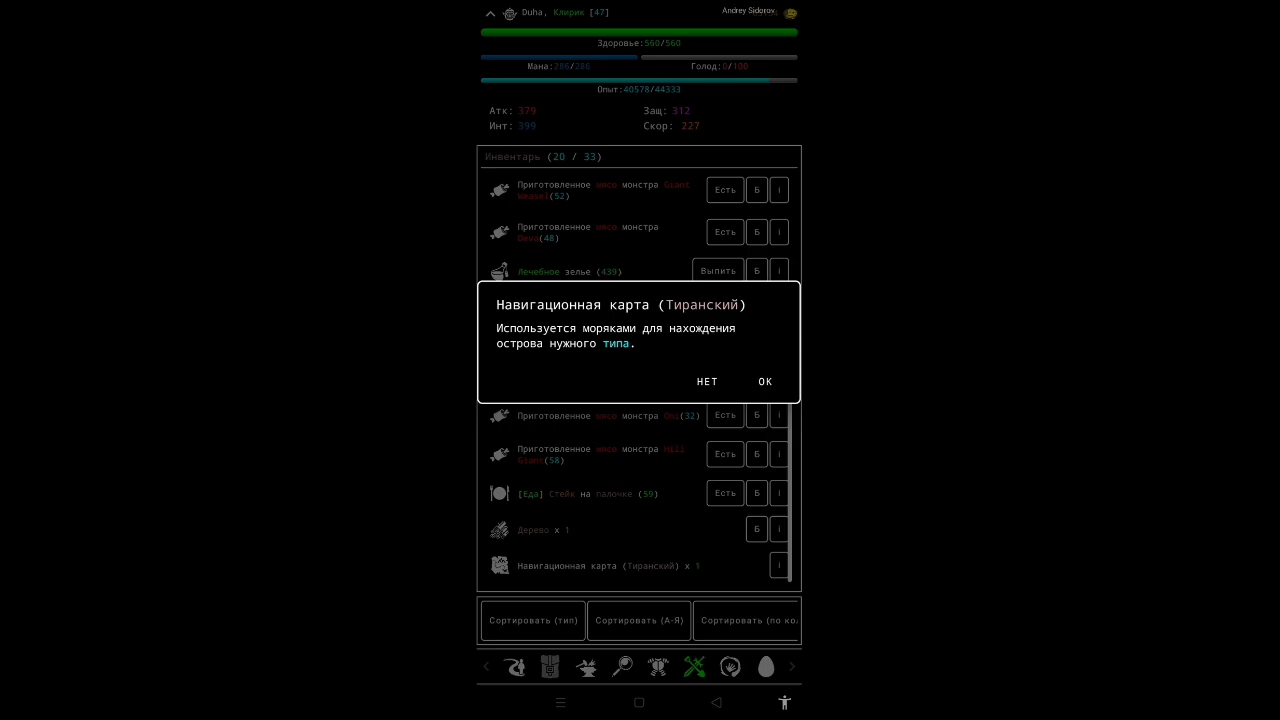 Duha, Клирик [47]
Andrey Sidorov
Здоровье:560/560
Мана:286/286
Голод:0/100
Опыт:40578/44333
Атк: 379
Защ: 312
Инт: 399
Скор: 227
Инвентарь (20 / 33)
Приготовленное мясо монстра Giant
Weavel(52)
Есть Б i
Приготовленное мясо монстра
Deva(48)
Есть Б i
Лечебное зелье (439)
Выпить Б i
Навигационная карта (Тиранский)
Используется моряками для нахождения
острова нужного типа.
НЕТ OK
Приготовленное мясо монстра Oni(32)
Есть Б i
Приготовленное мясо монстра Hill
Giant(58)
Есть Б i
[Еда] Стейк на палочке (59)
Есть Б i
Дерево x 1
Б i
Навигационная карта (Тиранский) x 1
i
Сортировать (тип) Сортировать (А-Я) Сортировать (по кол